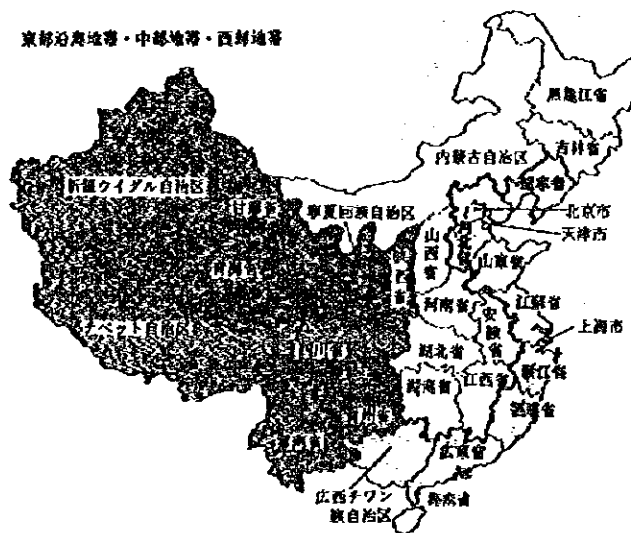 東部沿海地帯・中部地帯・西部地帯
黒龍江省
吉林省
内蒙古自治区
遼寧省
新疆ウイグル自治区
甘粛省
寧夏回族自治区
北京市
天津市
河北省
山西省
山東省
陝西省
青海省
河南省
江蘇省
安徽省
チベット自治区
上海市
四川省
湖北省
浙江省
湖南省
江西省
貴州省
福建省
雲南省
広東省
広西チワン
族自治区
海南省